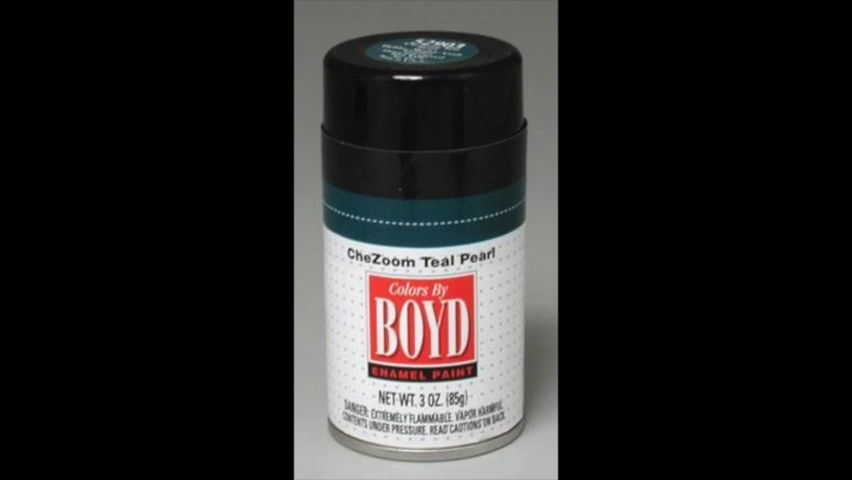 52903
CheZoom Teal Pearl
Colors By
BOYD
ENAMEL PAINT
NET WT. 3 OZ. (85g)
DANGER: EXTREMELY FLAMMABLE. VAPOR HARMFUL.
CONTENTS UNDER PRESSURE. READ CAUTIONS ON BACK.